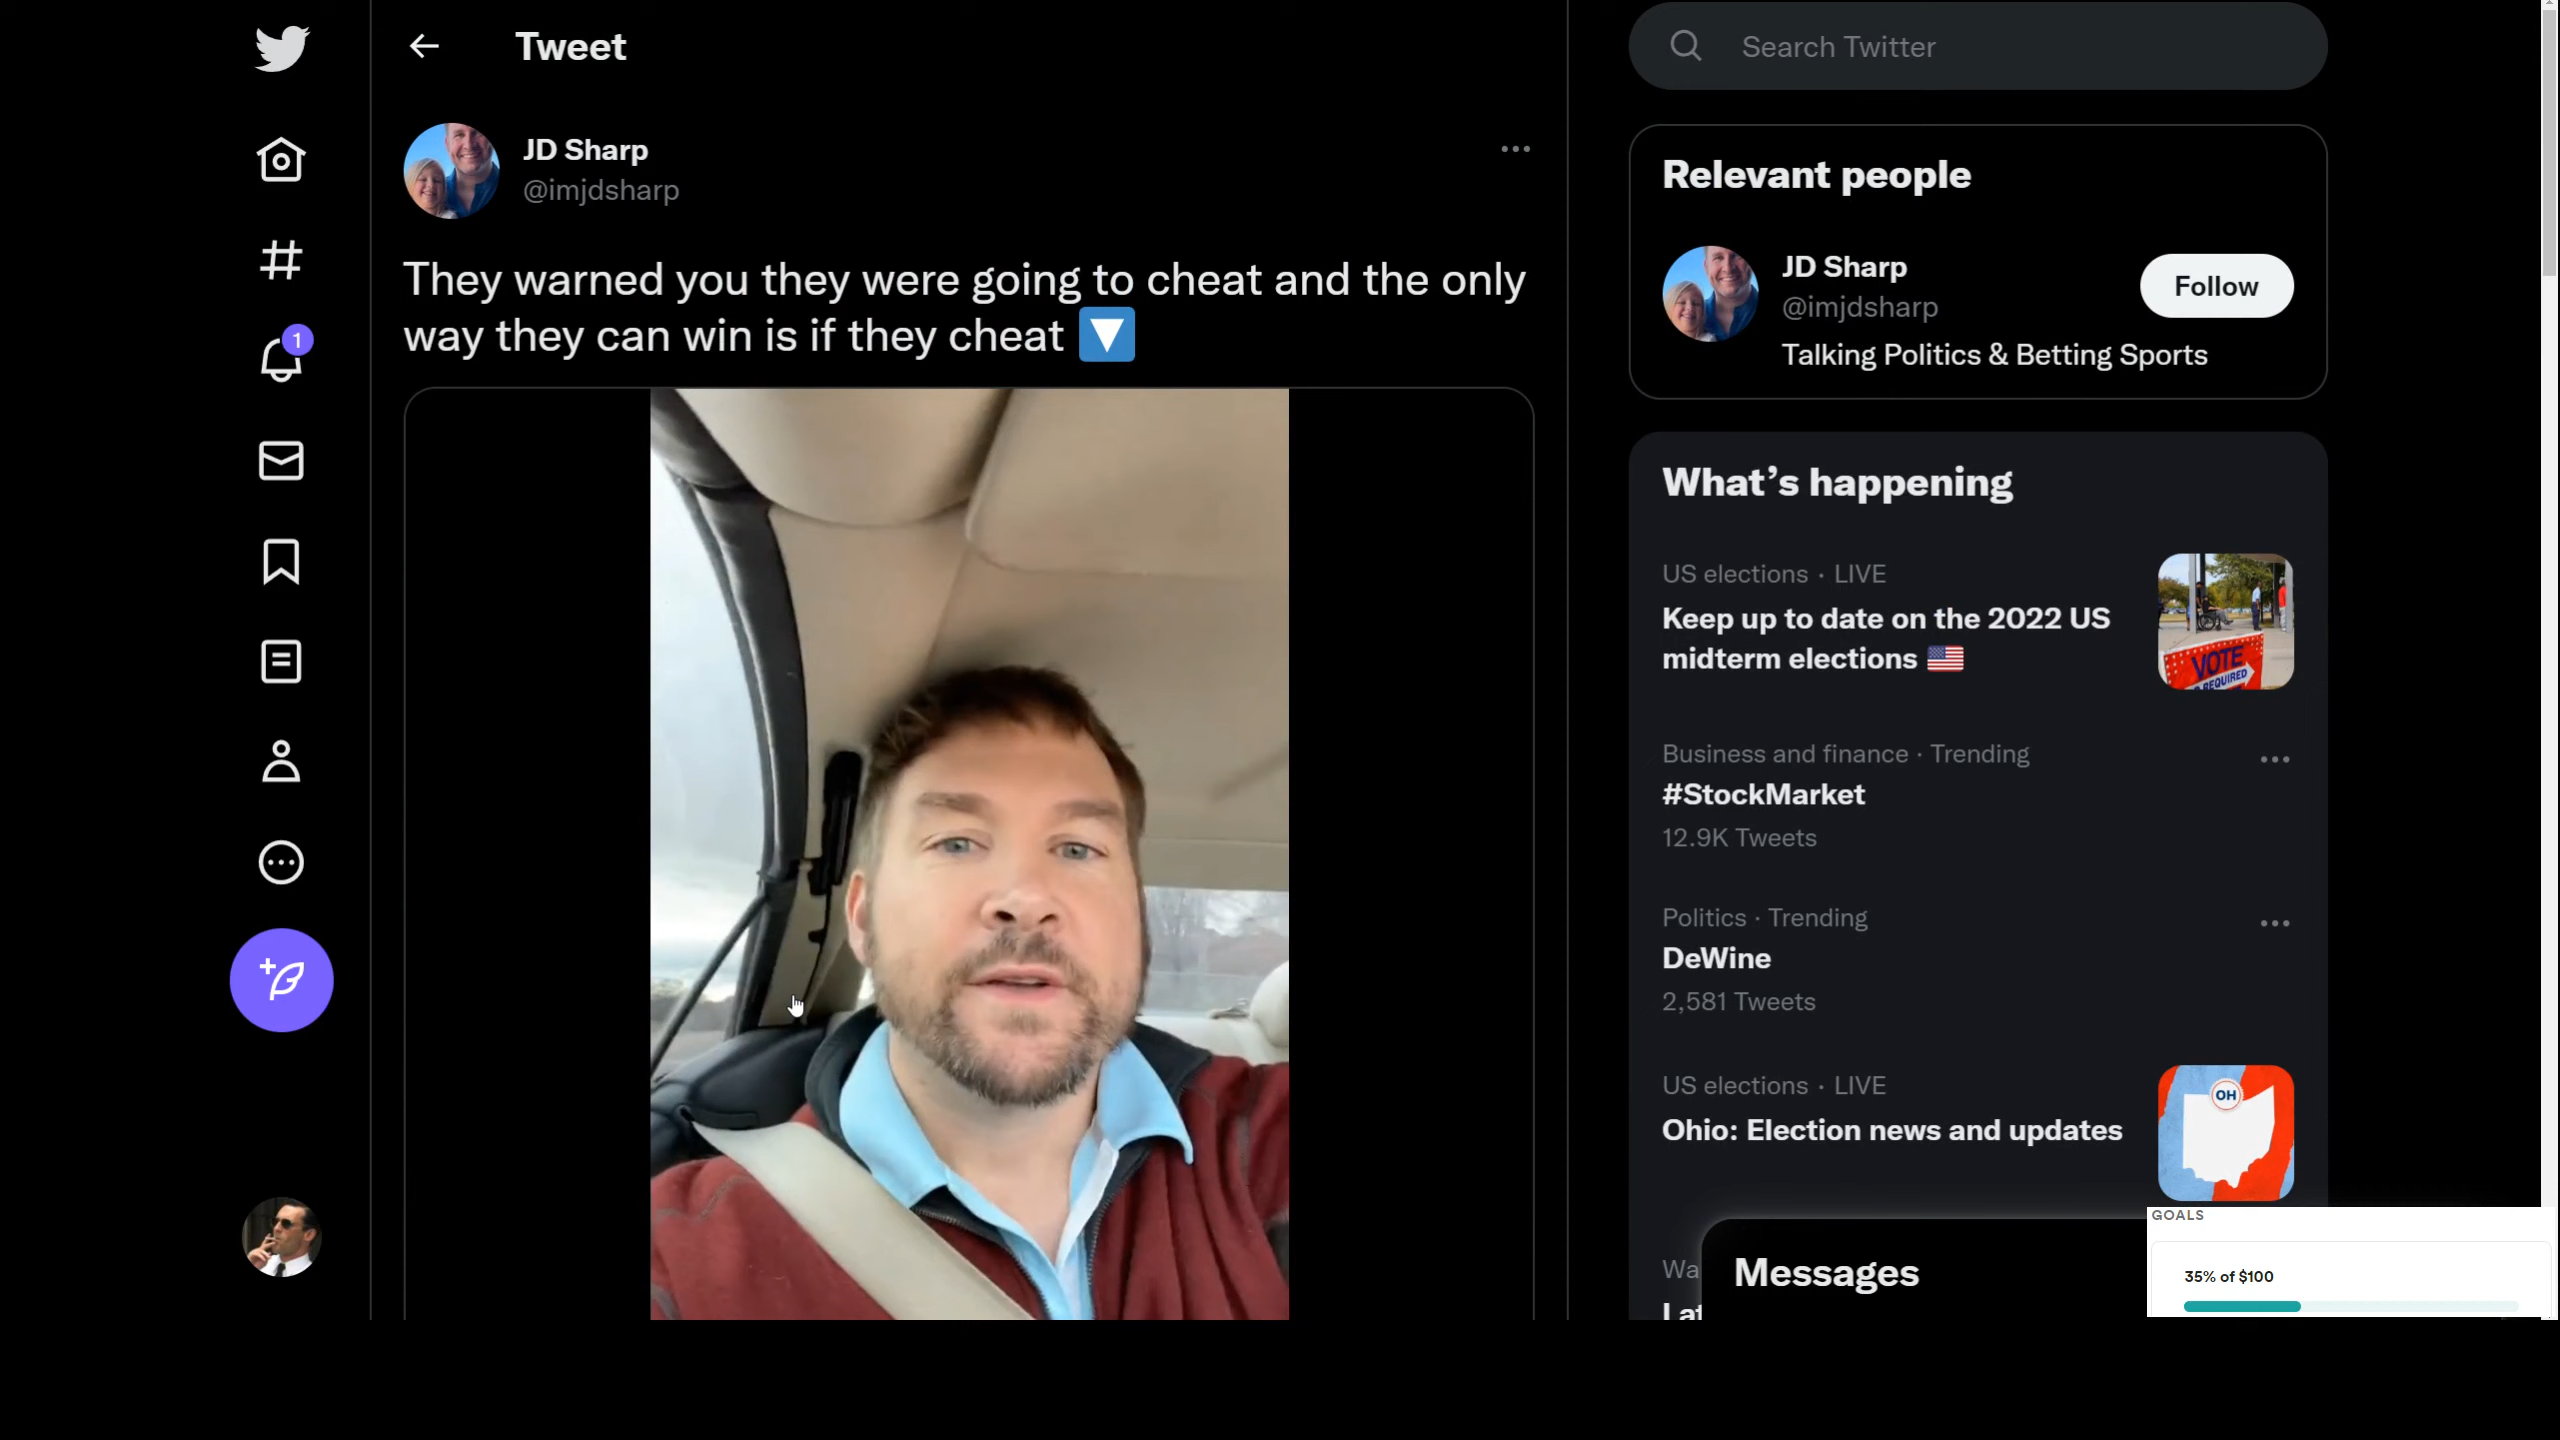 Tweet
Search Twitter
JD Sharp
@imjdsharp
They warned you they were going to cheat and the only
way they can win is if they cheat
Relevant people
JD Sharp
@imjdsharp
Follow
Talking Politics & Betting Sports
What's happening
US elections · LIVE
Keep up to date on the 2022 US
midterm elections 🇺🇸
VOTE
REQUIRED
Business and finance · Trending
#StockMarket
12.9K Tweets
Politics · Trending
DeWine
2,581 Tweets
US elections · LIVE
Ohio: Election news and updates
OH
1
Wa
Lat
Messages
GOALS
35% of $100